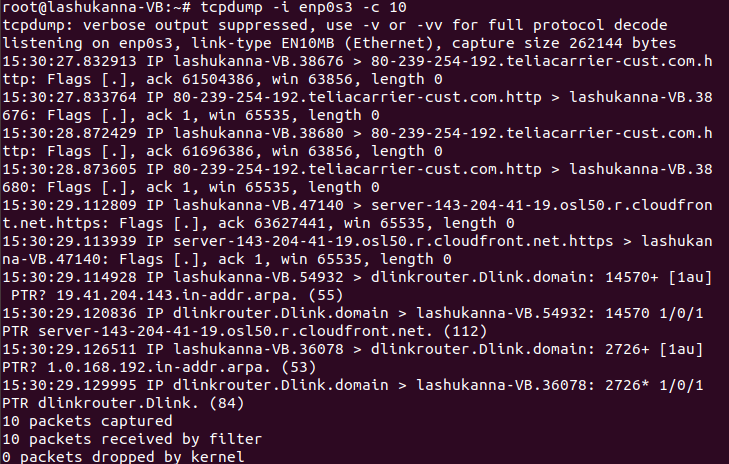 root@lashukanna-VB:~# tcpdump -i enp0s3 -c 10
tcpdump: verbose output suppressed, use -v or -vv for full protocol decode
listening on enp0s3, link-type EN10MB (Ethernet), capture size 262144 bytes
15:30:27.832913 IP lashukanna-VB.38676 > 80-239-254-192.teliacarrier-cust.com.h
ttp: Flags [.], ack 61504386, win 63856, length 0
15:30:27.833764 IP 80-239-254-192.teliacarrier-cust.com.http > lashukanna-VB.38
676: Flags [.], ack 1, win 65535, length 0
15:30:28.872429 IP lashukanna-VB.38680 > 80-239-254-192.teliacarrier-cust.com.h
ttp: Flags [.], ack 61696386, win 63856, length 0
15:30:28.873605 IP 80-239-254-192.teliacarrier-cust.com.http > lashukanna-VB.38
680: Flags [.], ack 1, win 65535, length 0
15:30:29.112809 IP lashukanna-VB.47140 > server-143-204-41-19.osl50.r.cloudfron
t.net.https: Flags [.], ack 63627441, win 65535, length 0
15:30:29.113939 IP server-143-204-41-19.osl50.r.cloudfront.net.https > lashukan
na-VB.47140: Flags [.], ack 1, win 65535, length 0
15:30:29.114928 IP lashukanna-VB.54932 > dlinkrouter.Dlink.domain: 14570+ [1au]
 PTR? 19.41.204.143.in-addr.arpa. (55)
15:30:29.120836 IP dlinkrouter.Dlink.domain > lashukanna-VB.54932: 14570 1/0/1
PTR server-143-204-41-19.osl50.r.cloudfront.net. (112)
15:30:29.126511 IP lashukanna-VB.36078 > dlinkrouter.Dlink.domain: 2726+ [1au]
PTR? 1.0.168.192.in-addr.arpa. (53)
15:30:29.129995 IP dlinkrouter.Dlink.domain > lashukanna-VB.36078: 2726* 1/0/1
PTR dlinkrouter.Dlink. (84)
10 packets captured
10 packets received by filter
0 packets dropped by kernel